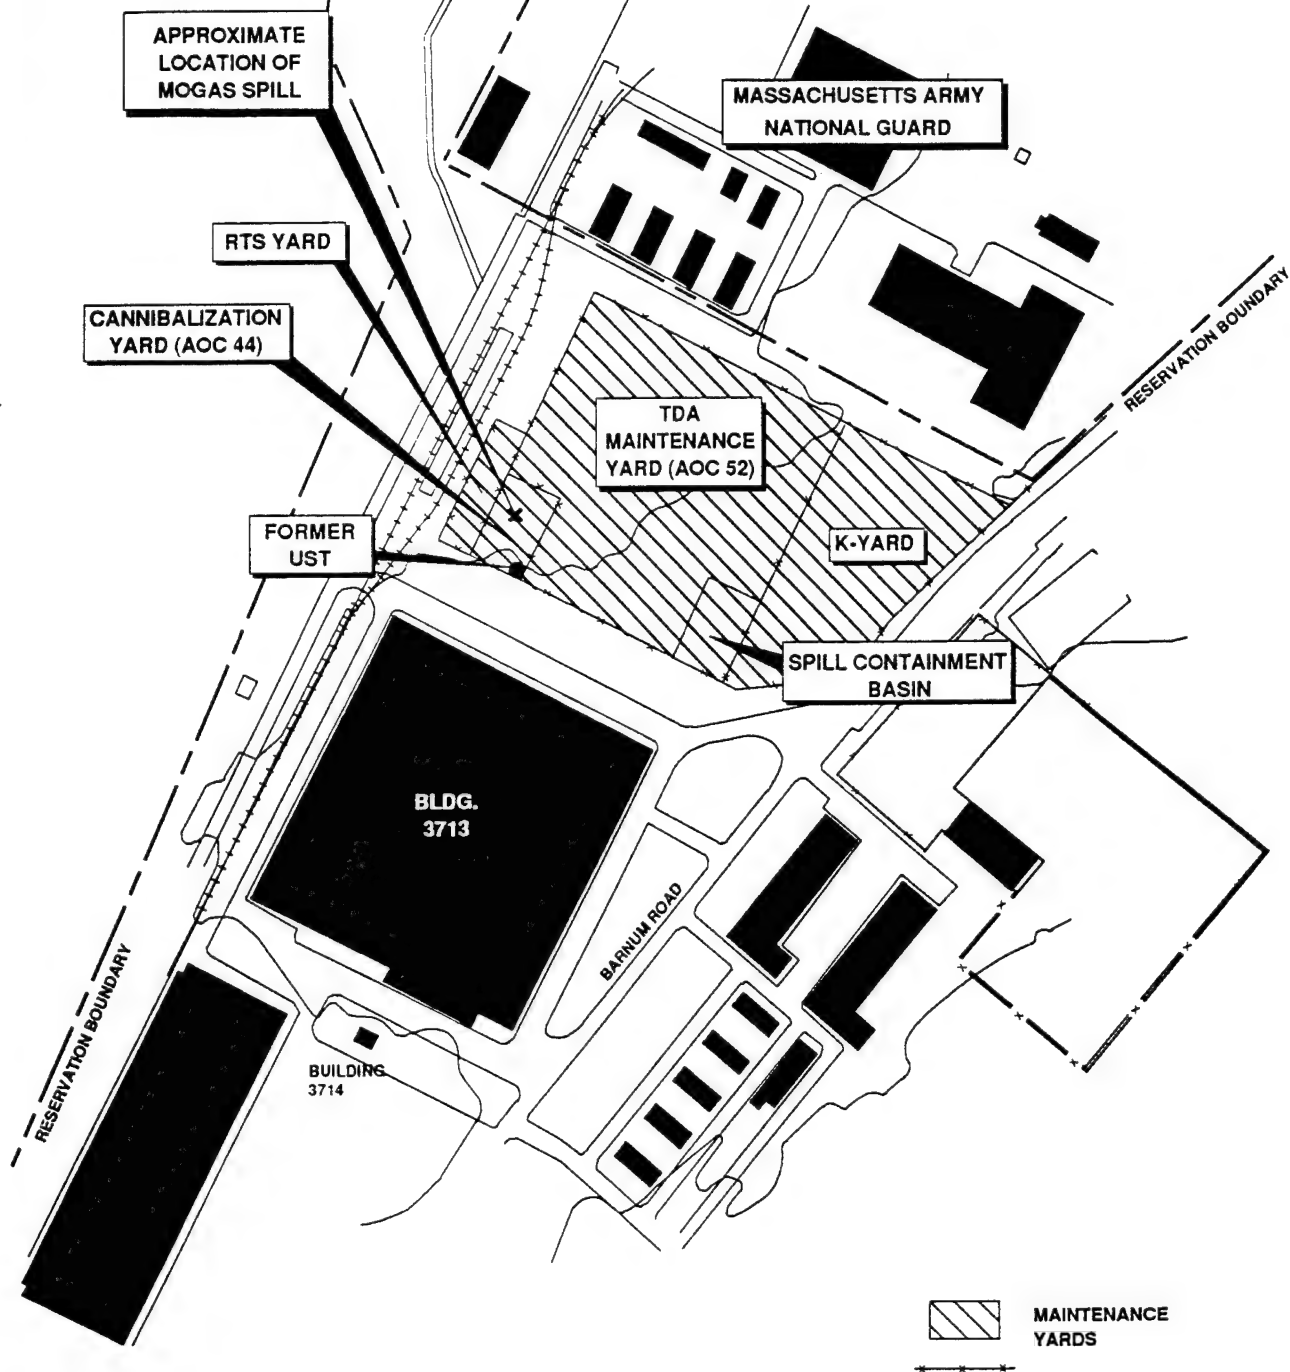 APPROXIMATE
LOCATION OF
MOGAS SPILL
MASSACHUSETTS ARMY
NATIONAL GUARD
RTS YARD
CANNIBALIZATION
YARD (AOC 44)
RESERVATION BOUNDARY
TDA
MAINTENANCE
YARD (AOC 52)
FORMER
UST
K-YARD
SPILL CONTAINMENT
BASIN
BLDG.
3713
BARNUM ROAD
RESERVATION BOUNDARY
BUILDING
3714
MAINTENANCE
YARDS